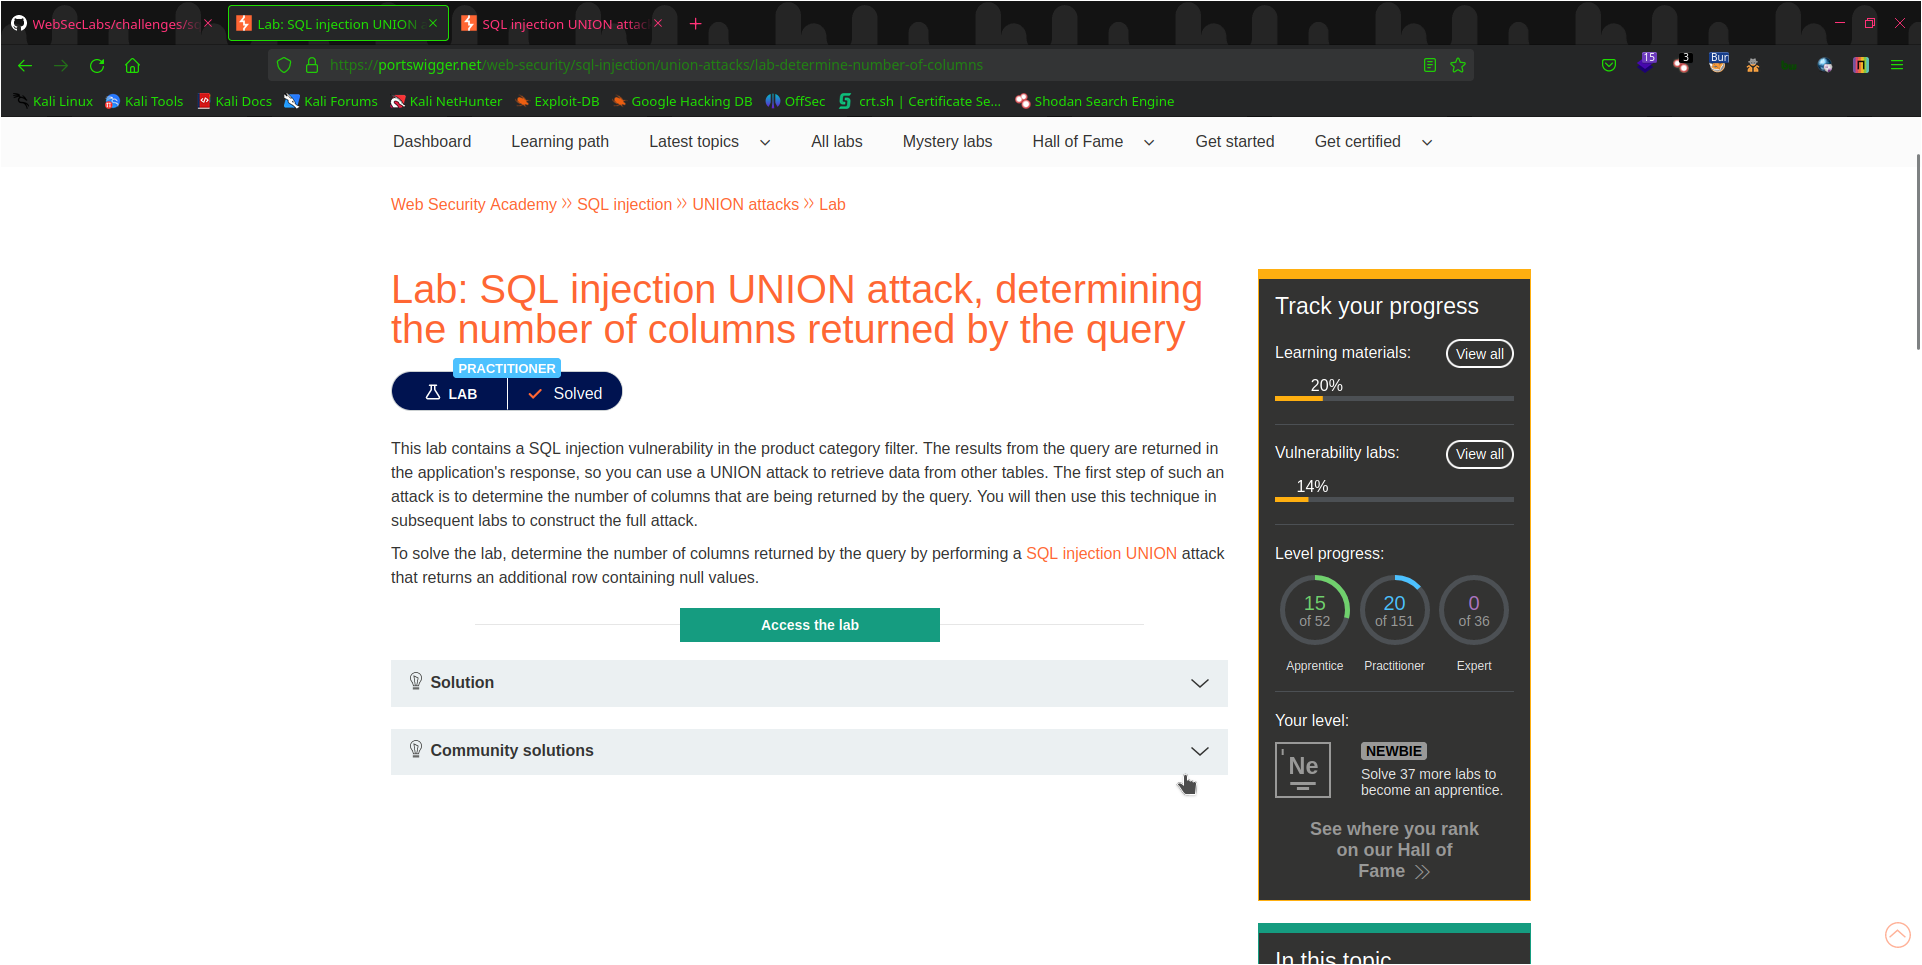 WebSecLabs/challenges/s
Lab: SQL injection UNION
SQL injection UNION attac
https://portswigger.net/web-security/sql-injection/union-attacks/lab-determine-number-of-columns
15
3
Bur
Kali Linux
Kali Tools
Kali Docs
Kali Forums
Kali NetHunter
Exploit-DB
Google Hacking DB
OffSec
crt.sh | Certificate Se...
Shodan Search Engine
Dashboard
Learning path
Latest topics
All labs
Mystery labs
Hall of Fame
Get started
Get certified
Web Security Academy » SQL injection » UNION attacks » Lab
Lab: SQL injection UNION attack, determining
the number of columns returned by the query
PRACTITIONER
LAB
Solved
This lab contains a SQL injection vulnerability in the product category filter. The results from the query are returned in
the application's response, so you can use a UNION attack to retrieve data from other tables. The first step of such an
attack is to determine the number of columns that are being returned by the query. You will then use this technique in
subsequent labs to construct the full attack.
To solve the lab, determine the number of columns returned by the query by performing a SQL injection UNION attack
that returns an additional row containing null values.
Access the lab
Solution
Community solutions
Track your progress
Learning materials:
View all
20%
Vulnerability labs:
View all
14%
Level progress:
15
of 52
20
of 151
0
of 36
Apprentice
Practitioner
Expert
Your level:
Ne
NEWBIE
Solve 37 more labs to
become an apprentice.
See where you rank
on our Hall of
Fame »
In this topic